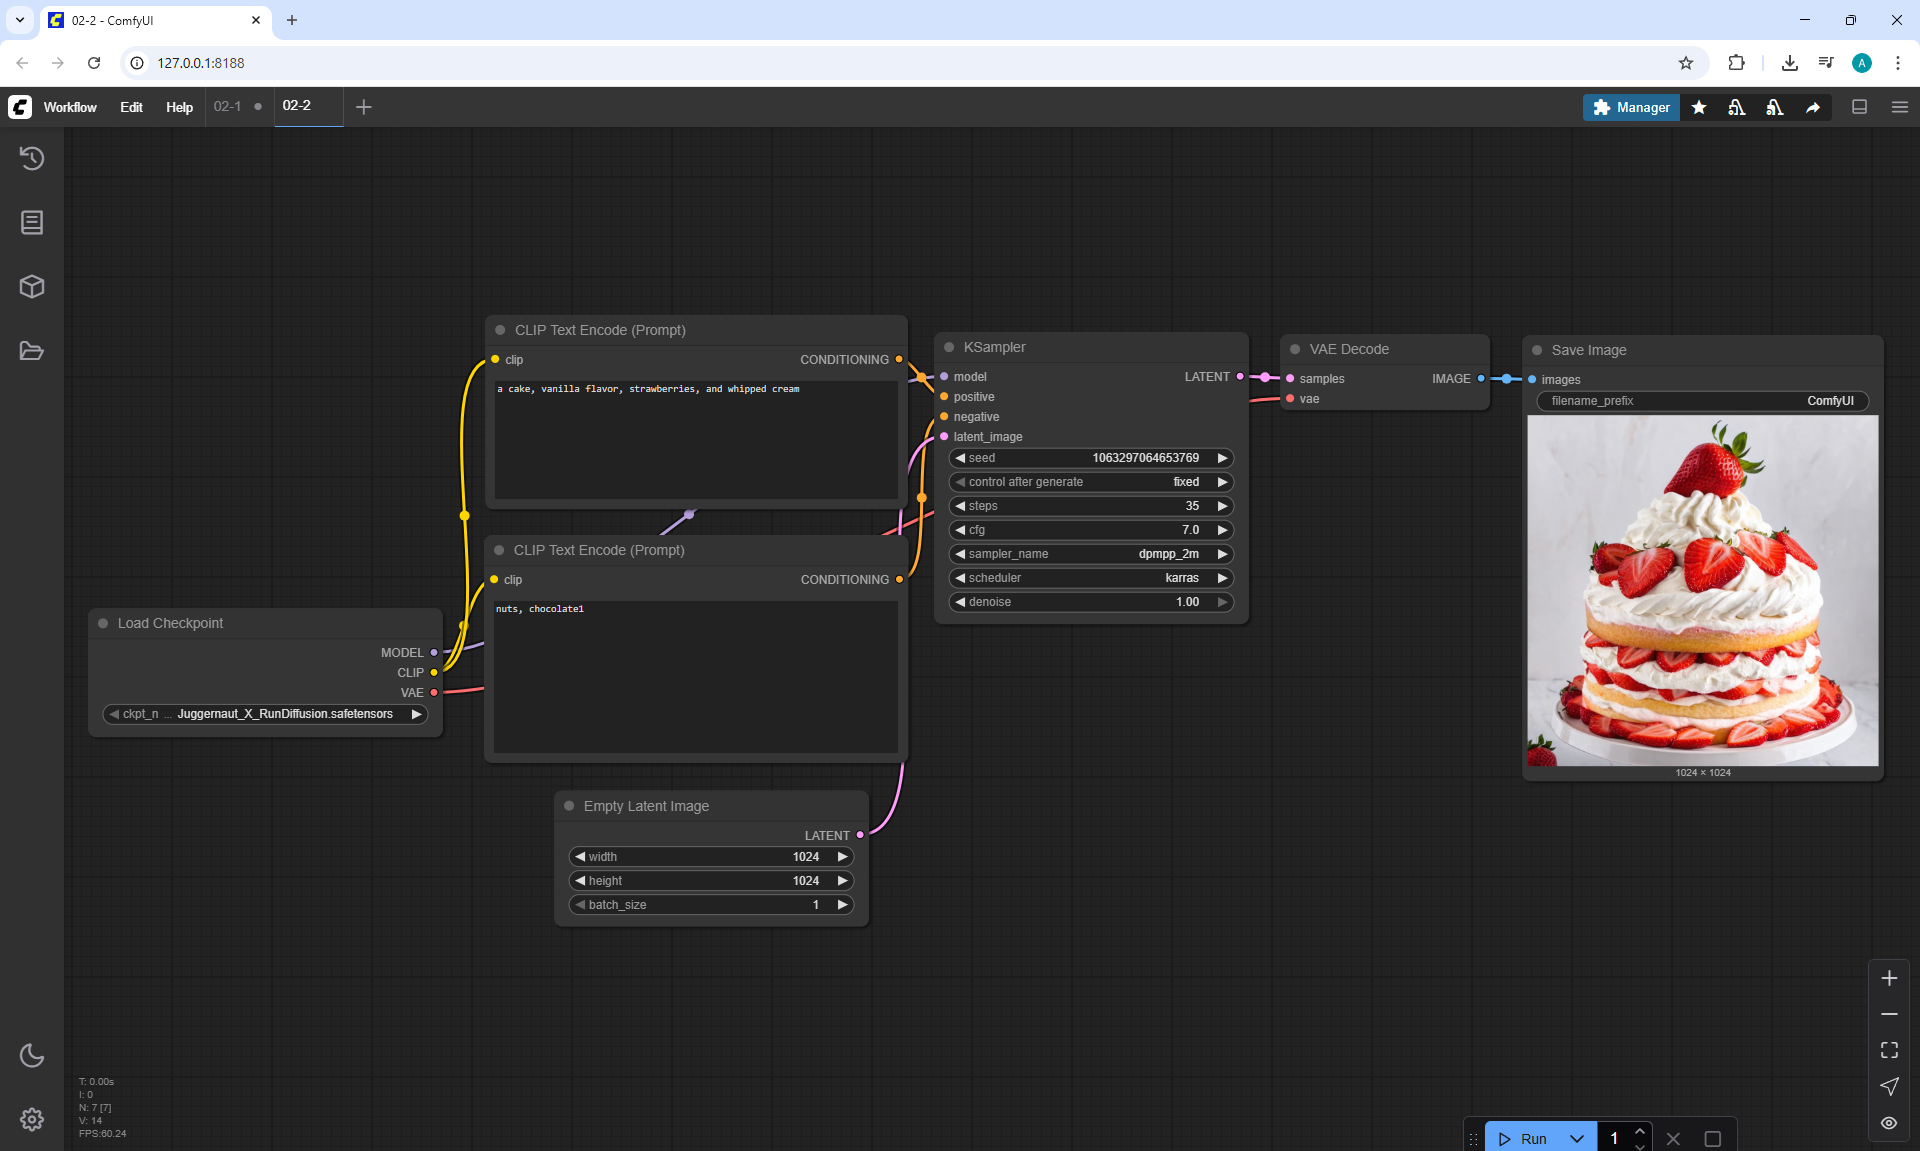 02-2 - ComfyUI
127.0.0.1:8188
A
Workflow Edit Help 02-1 02-2
Manager
CLIP Text Encode (Prompt)
clip CONDITIONING
a cake, vanilla flavor, strawberries, and whipped cream
KSampler
model LATENT
positive
negative
latent_image
seed 1063297064653769
control after generate fixed
steps 35
cfg 7.0
sampler_name dpmpp_2m
scheduler karras
denoise 1.00
VAE Decode
samples IMAGE
vae
Save Image
images
filename_prefix ComfyUI
1024 × 1024
CLIP Text Encode (Prompt)
clip CONDITIONING
nuts, chocolate1
Load Checkpoint
MODEL
CLIP
VAE
ckpt_n ... Juggernaut_X_RunDiffusion.safetensors
Empty Latent Image
LATENT
width 1024
height 1024
batch_size 1
T: 0.00s
I: 0
N: 7 [7]
V: 14
FPS:60.24
Run 1